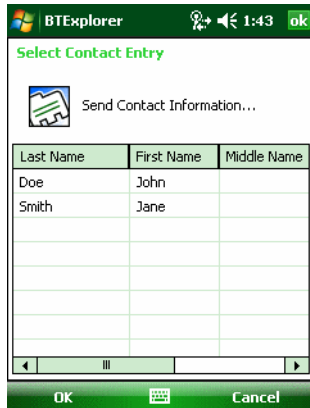 BTExplorer 1:43 ok
Select Contact Entry
Send Contact Information...
Last Name First Name Middle Name
Doe John
Smith Jane
OK Cancel